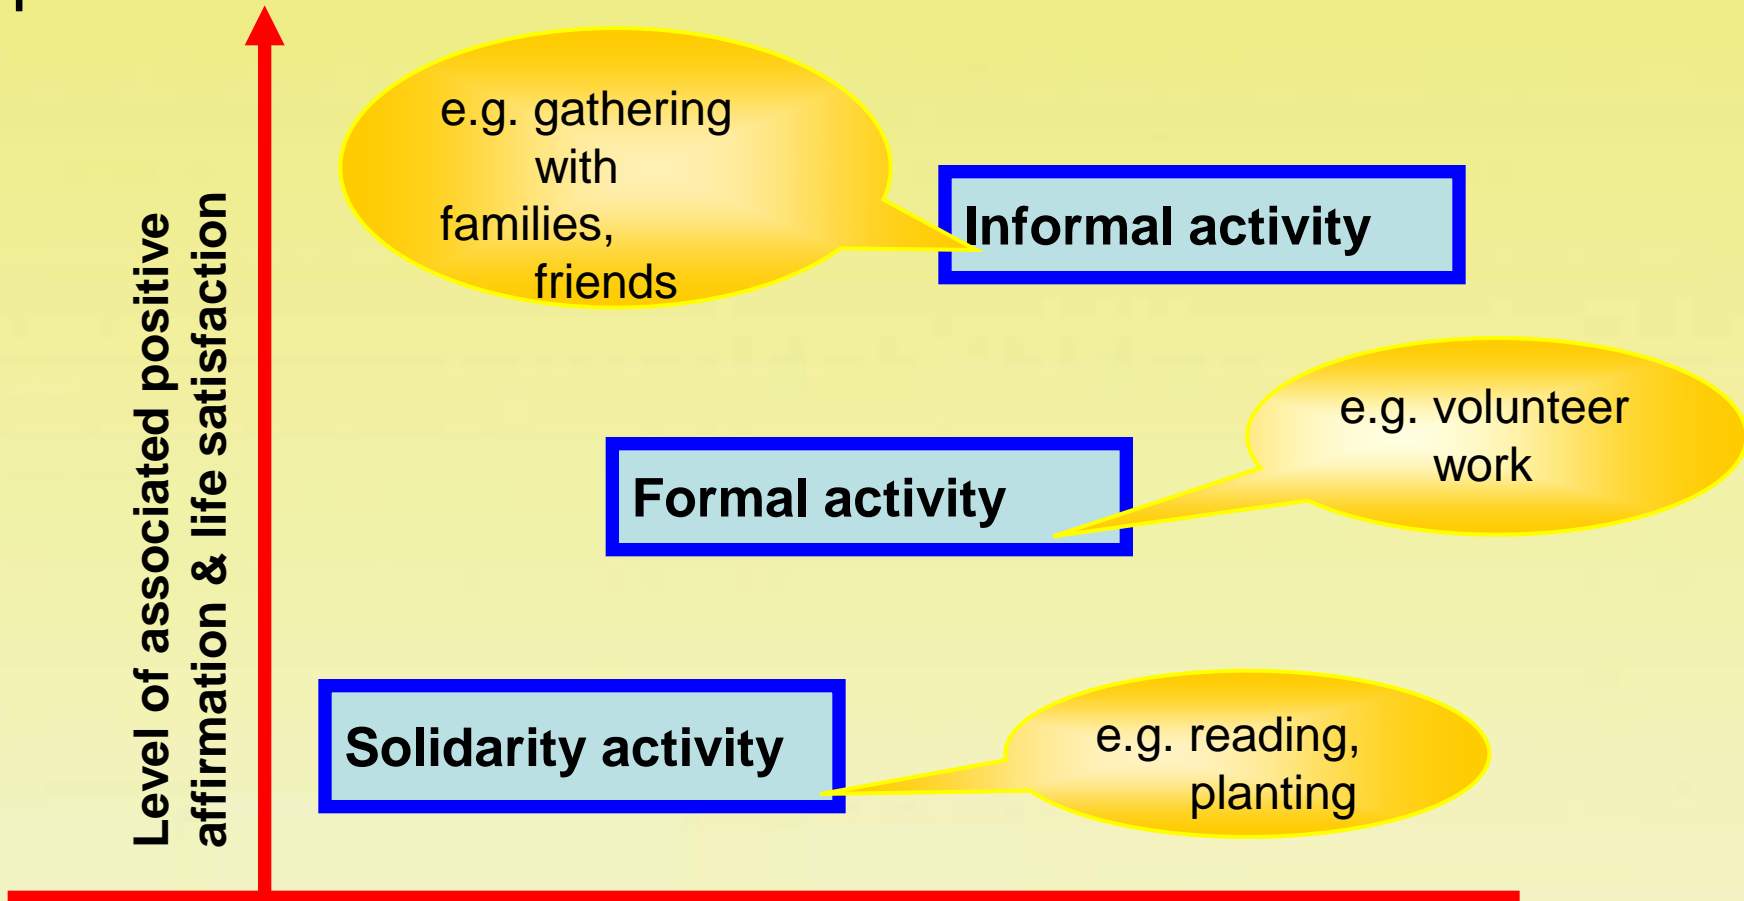 e.g. gathering
with
families,
friends
Informal activity
Level of associated positive
affirmation & life satisfaction
e.g. volunteer
work
Formal activity
Solidarity activity
e.g. reading,
planting